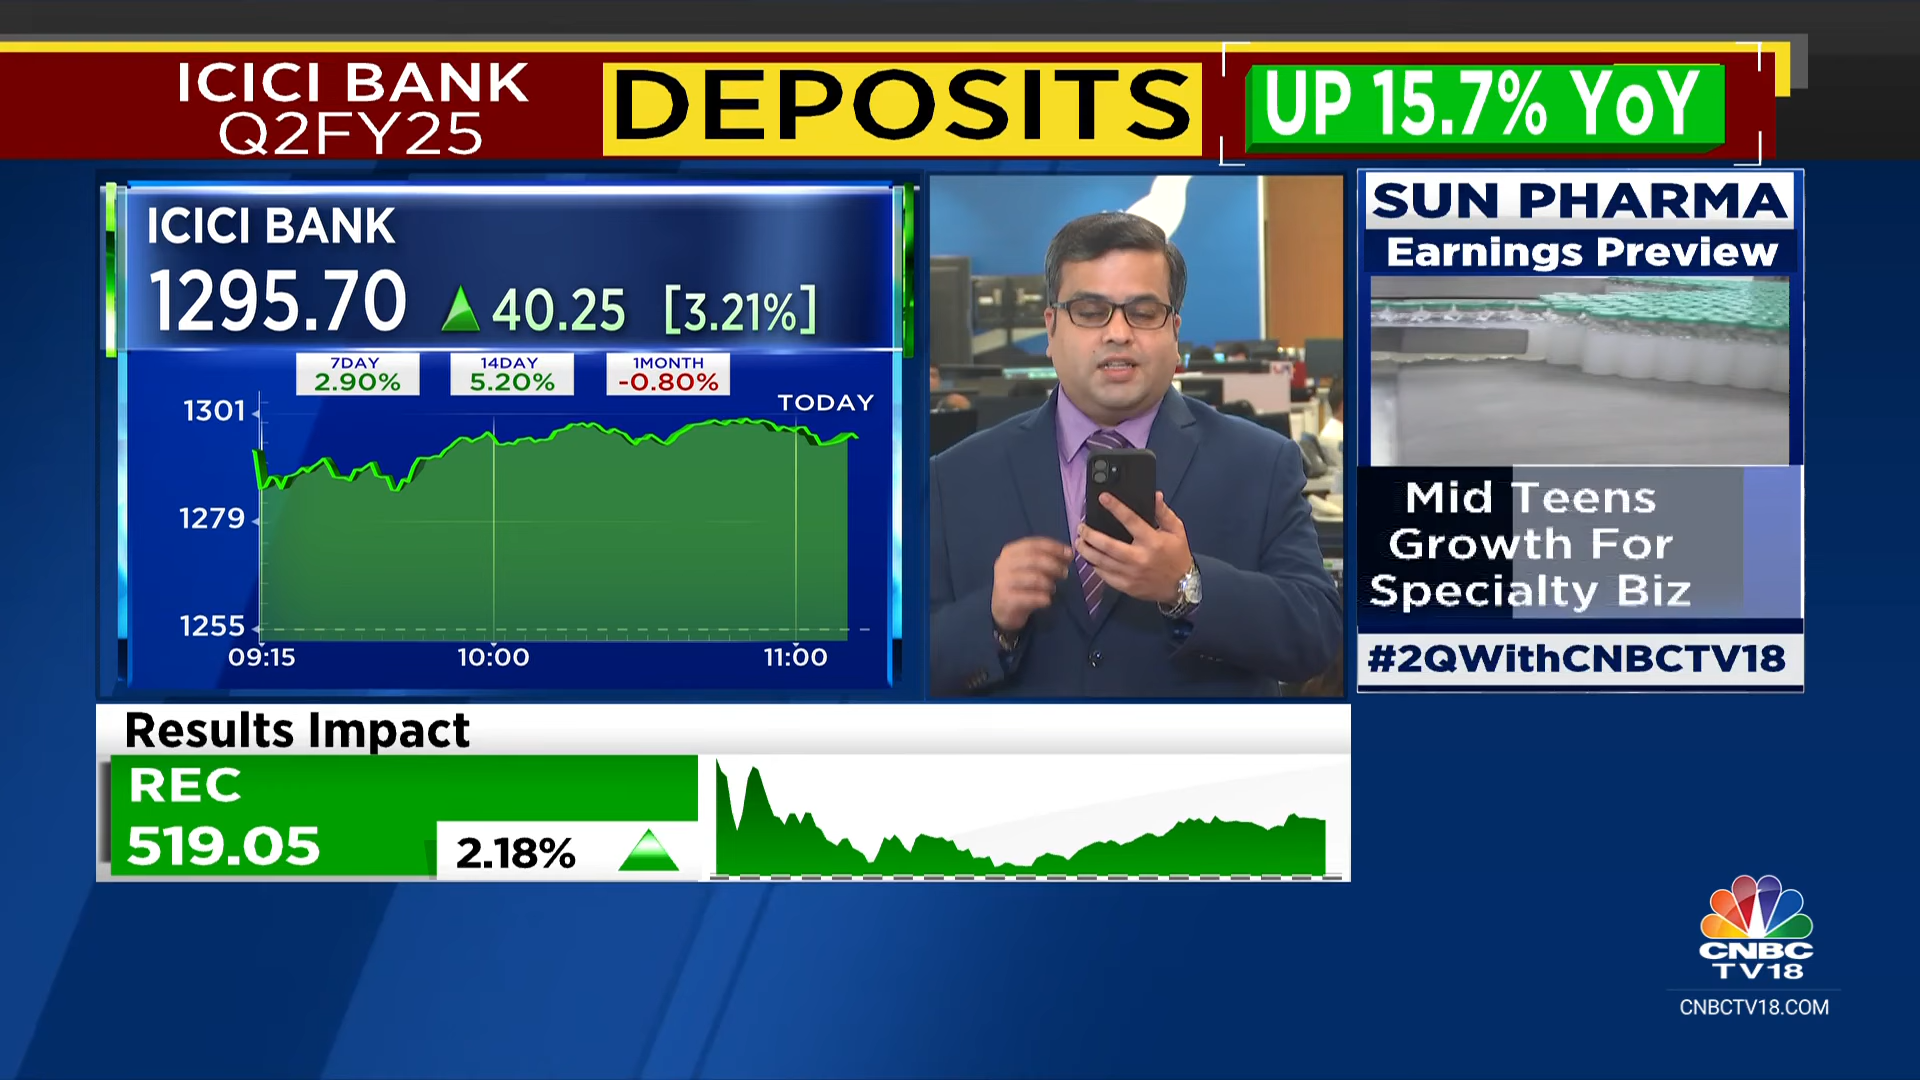 ICICI BANK
Q2FY25
DEPOSITS
UP 15.7% YoY
ICICI BANK
1295.70 40.25 [3.21%]
7DAY
2.90%
14DAY
5.20%
1MONTH
-0.80%
TODAY
1301
1279
1255
09:15 10:00 11:00
SUN PHARMA
Earnings Preview
Mid Teens
Growth For
Specialty Biz
#2QWithCNBCTV18
Results Impact
REC
519.05
2.18%
CNBC
TV18
CNBCTV18.COM